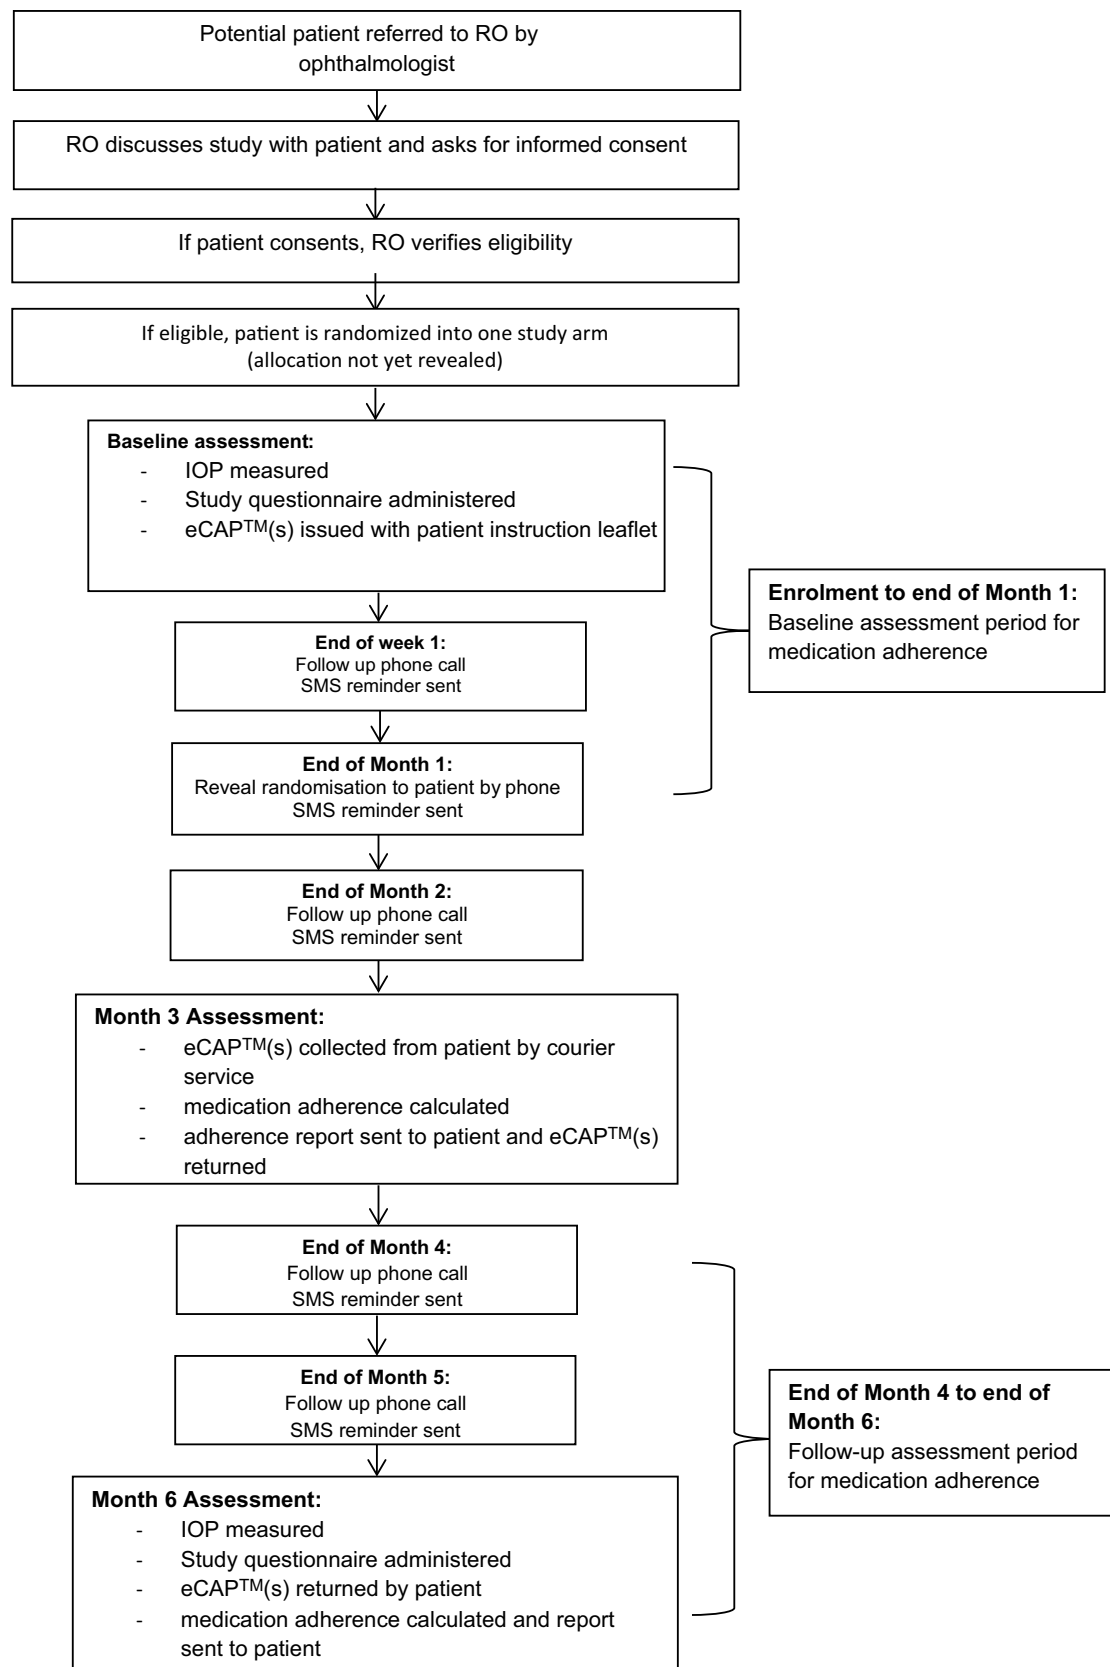 Potential patient referred to RO by
ophthalmologist
RO discusses study with patient and asks for informed consent
If patient consents, RO verifies eligibility
If eligible, patient is randomized into one study arm
(allocation not yet revealed)
Baseline assessment:
- IOP measured
- Study questionnaire administered
- eCAP™(s) issued with patient instruction leaflet
Enrolment to end of Month 1:
Baseline assessment period for
medication adherence
End of week 1:
Follow up phone call
SMS reminder sent
End of Month 1:
Reveal randomisation to patient by phone
SMS reminder sent
End of Month 2:
Follow up phone call
SMS reminder sent
Month 3 Assessment:
- eCAP™(s) collected from patient by courier
service
- medication adherence calculated
- adherence report sent to patient and eCAP™(s)
returned
End of Month 4:
Follow up phone call
SMS reminder sent
End of Month 5:
Follow up phone call
SMS reminder sent
End of Month 4 to end of
Month 6:
Follow-up assessment period
for medication adherence
Month 6 Assessment:
- IOP measured
- Study questionnaire administered
- eCAP™(s) returned by patient
- medication adherence calculated and report
sent to patient